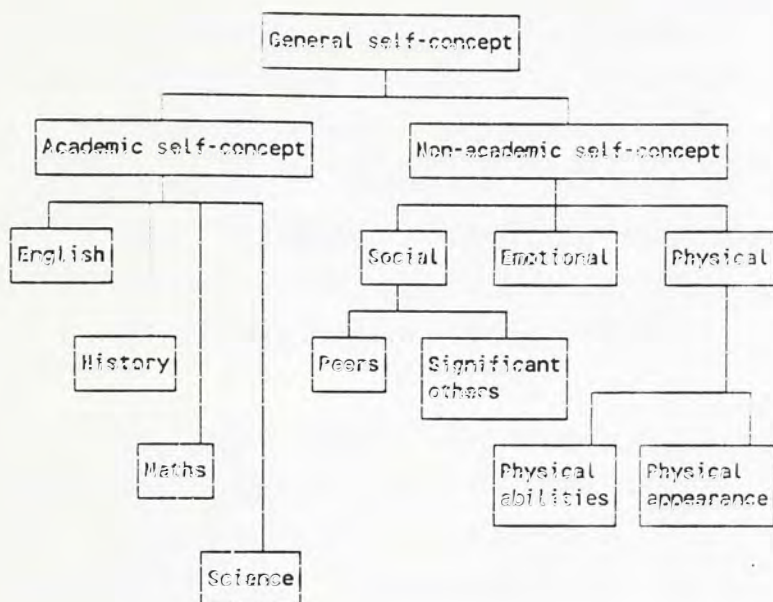 General self-concept
Academic self-concept
Non-academic self-concept
English
Social
Emotional
Physical
History
Peers
Significant
others
Maths
Physical
abilities
Physical
appearance
Science